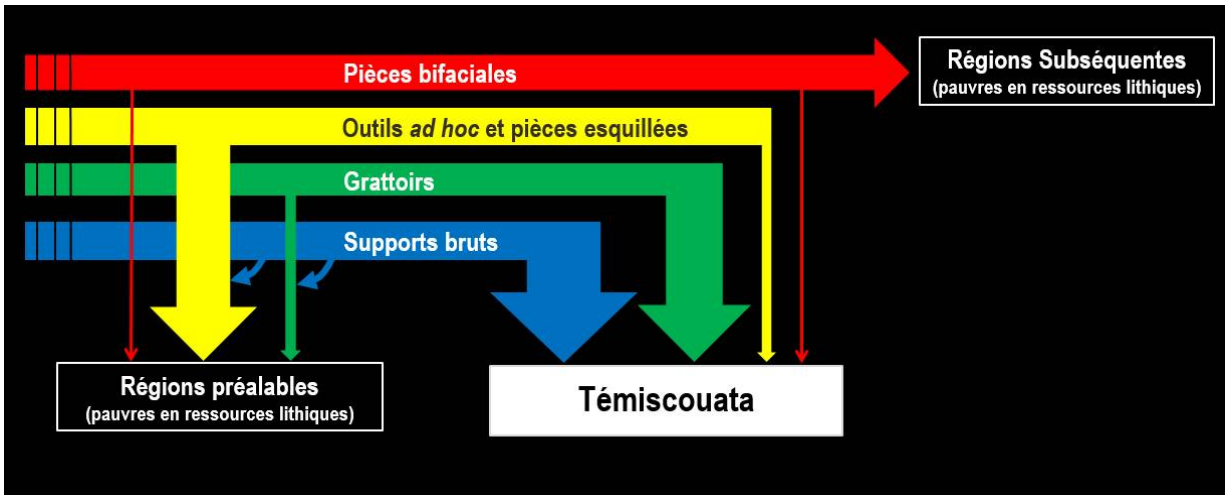 Pièces bifaciales
Régions Subséquentes
(pauvres en ressources lithiques)
Outils ad hoc et pièces esquillées
Grattoirs
Supports bruts
Régions préalables
(pauvres en ressources lithiques)
Témiscouata